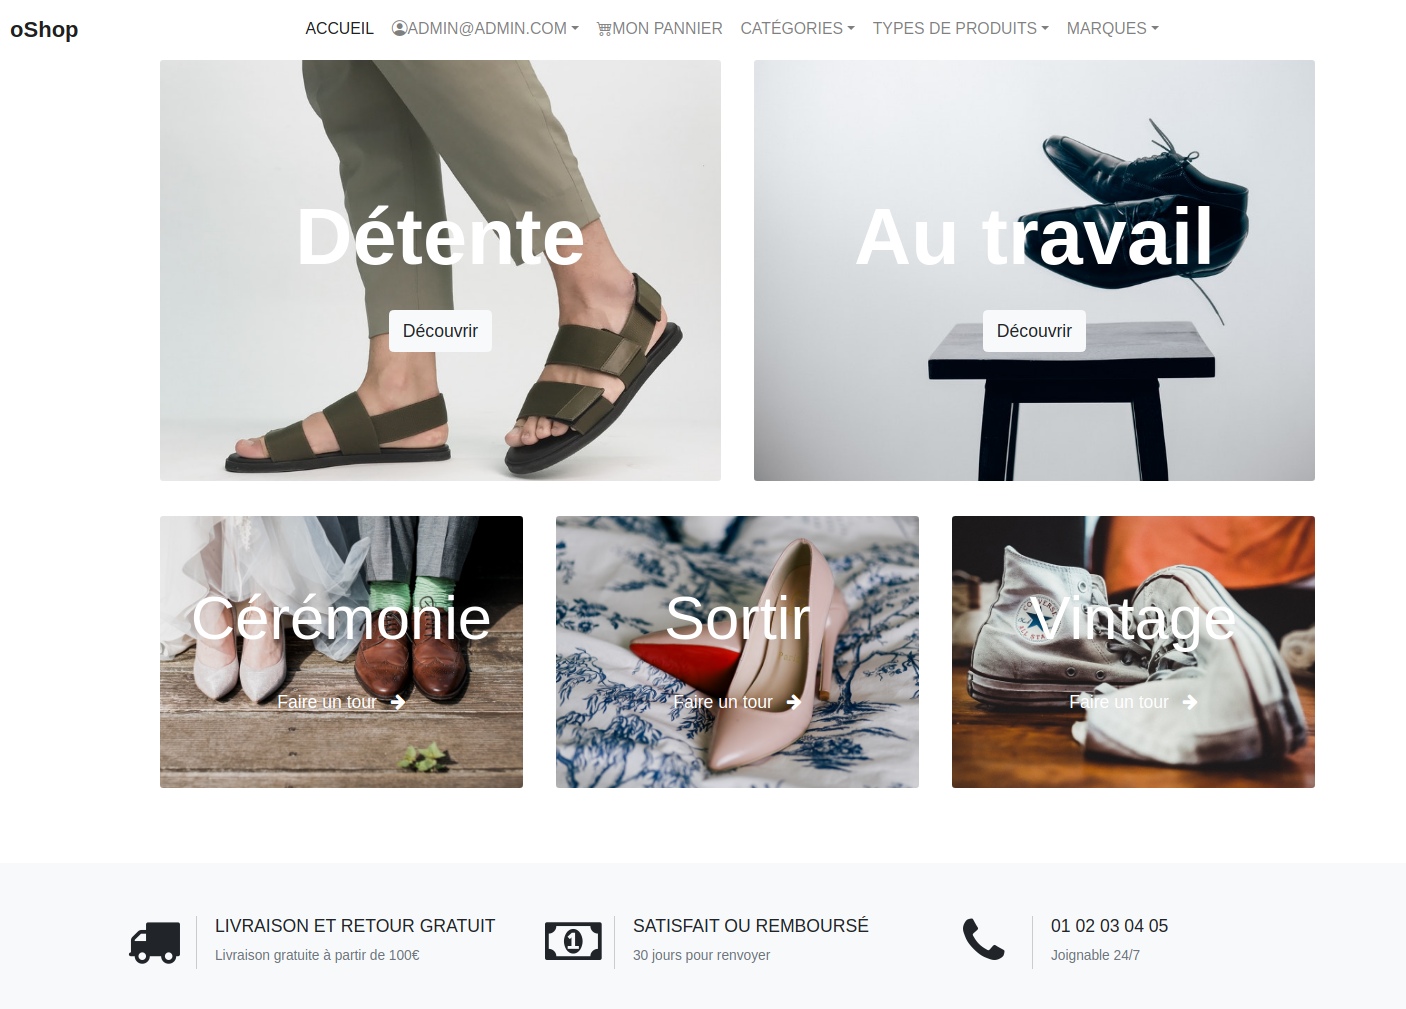 oShop
ACCUEIL
ADMIN@ADMIN.COM
MON PANNIER
CATÉGORIES
TYPES DE PRODUITS
MARQUES
Détente
Découvrir
Au travail
Découvrir
Cérémonie
Faire un tour
Sortir
Faire un tour
Vintage
Faire un tour
LIVRAISON ET RETOUR GRATUIT
Livraison gratuite à partir de 100€
1
SATISFAIT OU REMBOURSÉ
30 jours pour renvoyer
01 02 03 04 05
Joignable 24/7